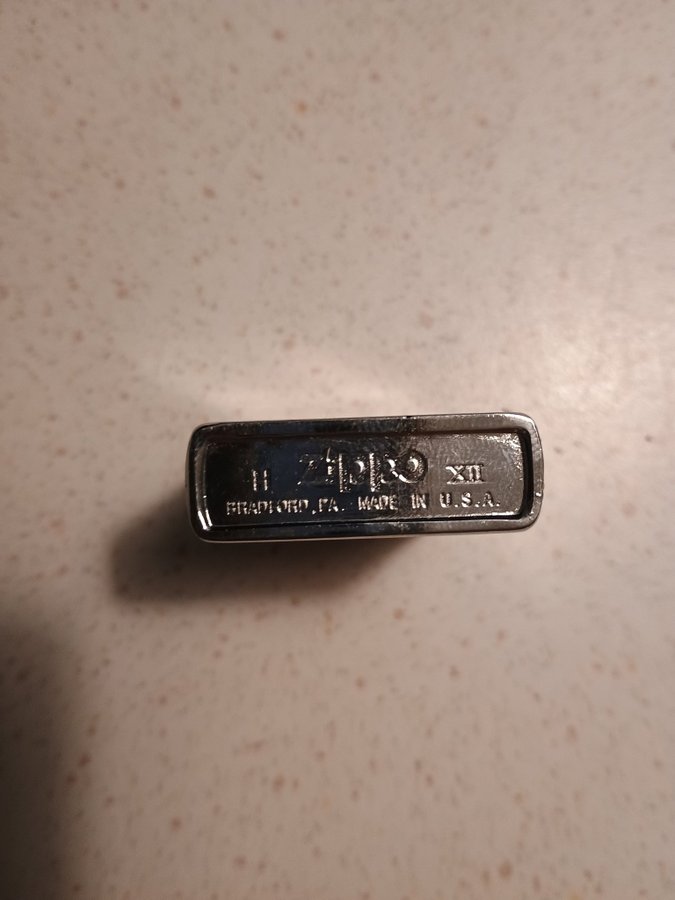 H Zippo XII
BRADFORD, PA. MADE IN U.S.A.